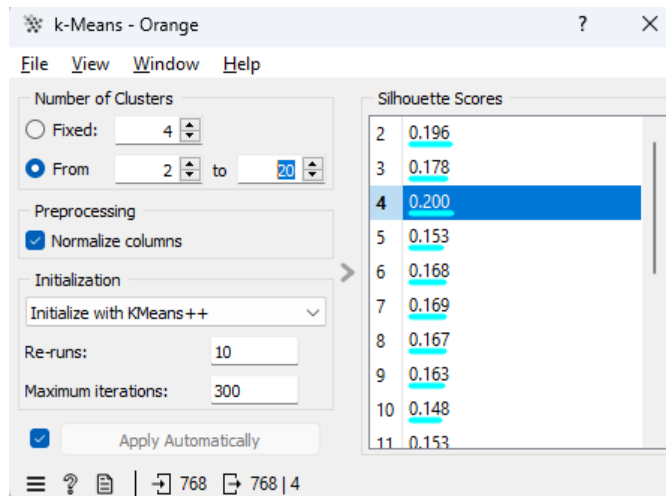 k-Means - Orange ?
File View Window Help
Number of Clusters
Fixed: 4
From 2 to 20
Preprocessing
Normalize columns
Initialization
Initialize with KMeans++
Re-runs: 10
Maximum iterations: 300
Apply Automatically
Silhouette Scores
2 0.196
3 0.178
4 0.200
5 0.153
6 0.168
7 0.169
8 0.167
9 0.163
10 0.148
11 0.153
? 768 768 | 4